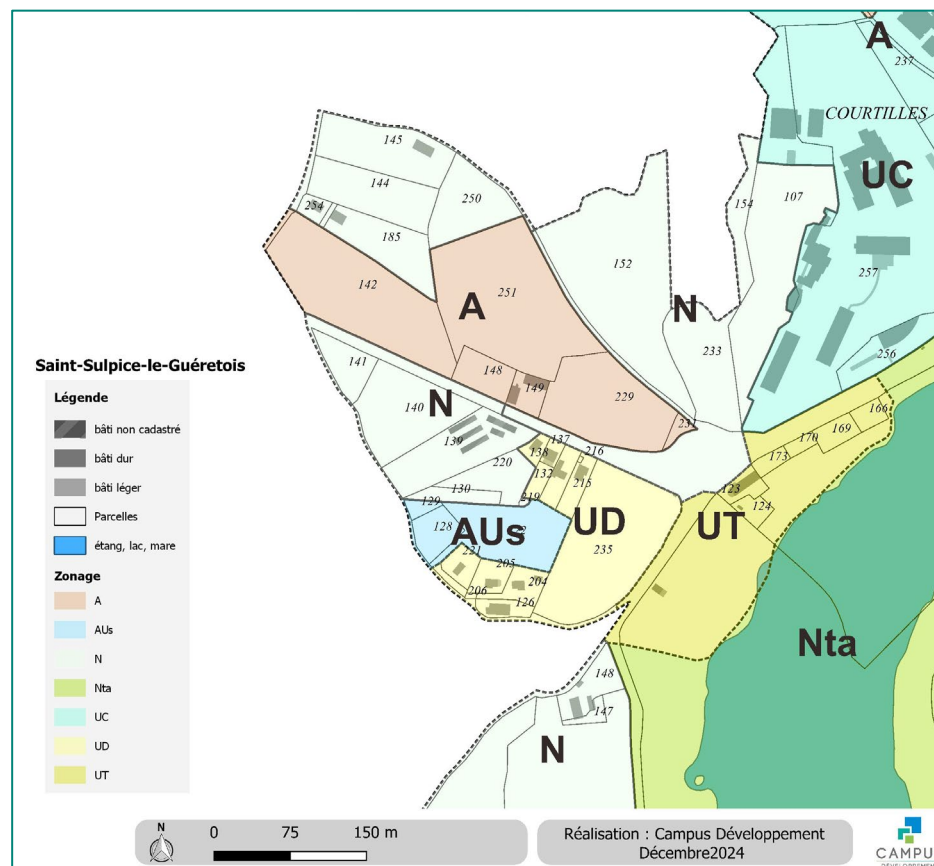 A
237
COURTILLES
UC
145
144
250
254
185
154
107
152
142
251
257
A
N
233
256
Saint-Sulpice-le-Guéretois
Légende
bâti non cadastré
bâti dur
bâti léger
Parcelles
étang, lac, mare
Zonage
A
AUs
N
Nta
UC
UD
UT
141
148
149
229
231
140
N
139
137
216
138
132
215
220
219
130
129
128
AUs
UD
235
221
205
204
206
126
166
169
170
173
123
124
UT
Nta
148
147
N
N
0 75 150 m
Réalisation : Campus Développement
Décembre2024
CAMPU